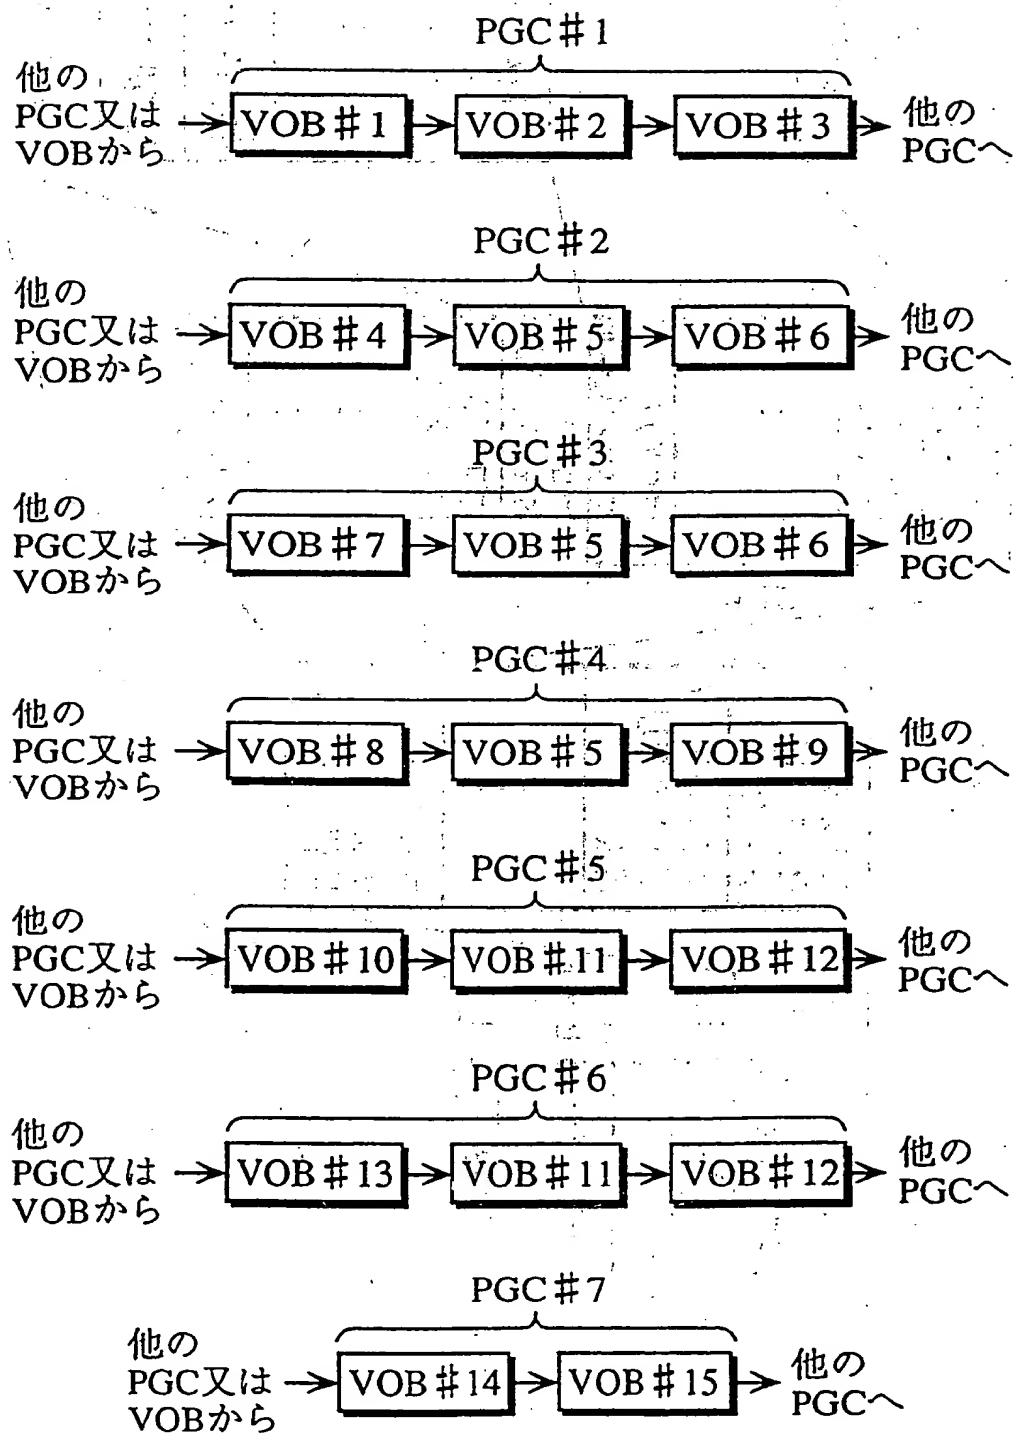 PGC#1
他の
PGC又は
VOBから
VOB#1
VOB#2
VOB#3
他の
PGCへ
PGC#2
他の
PGC又は
VOBから
VOB#4
VOB#5
VOB#6
他の
PGCへ
PGC#3
他の
PGC又は
VOBから
VOB#7
VOB#5
VOB#6
他の
PGCへ
PGC#4
他の
PGC又は
VOBから
VOB#8
VOB#5
VOB#9
他の
PGCへ
PGC#5
他の
PGC又は
VOBから
VOB#10
VOB#11
VOB#12
他の
PGCへ
PGC#6
他の
PGC又は
VOBから
VOB#13
VOB#11
VOB#12
他の
PGCへ
PGC#7
他の
PGC又は
VOBから
VOB#14
VOB#15
他の
PGCへ